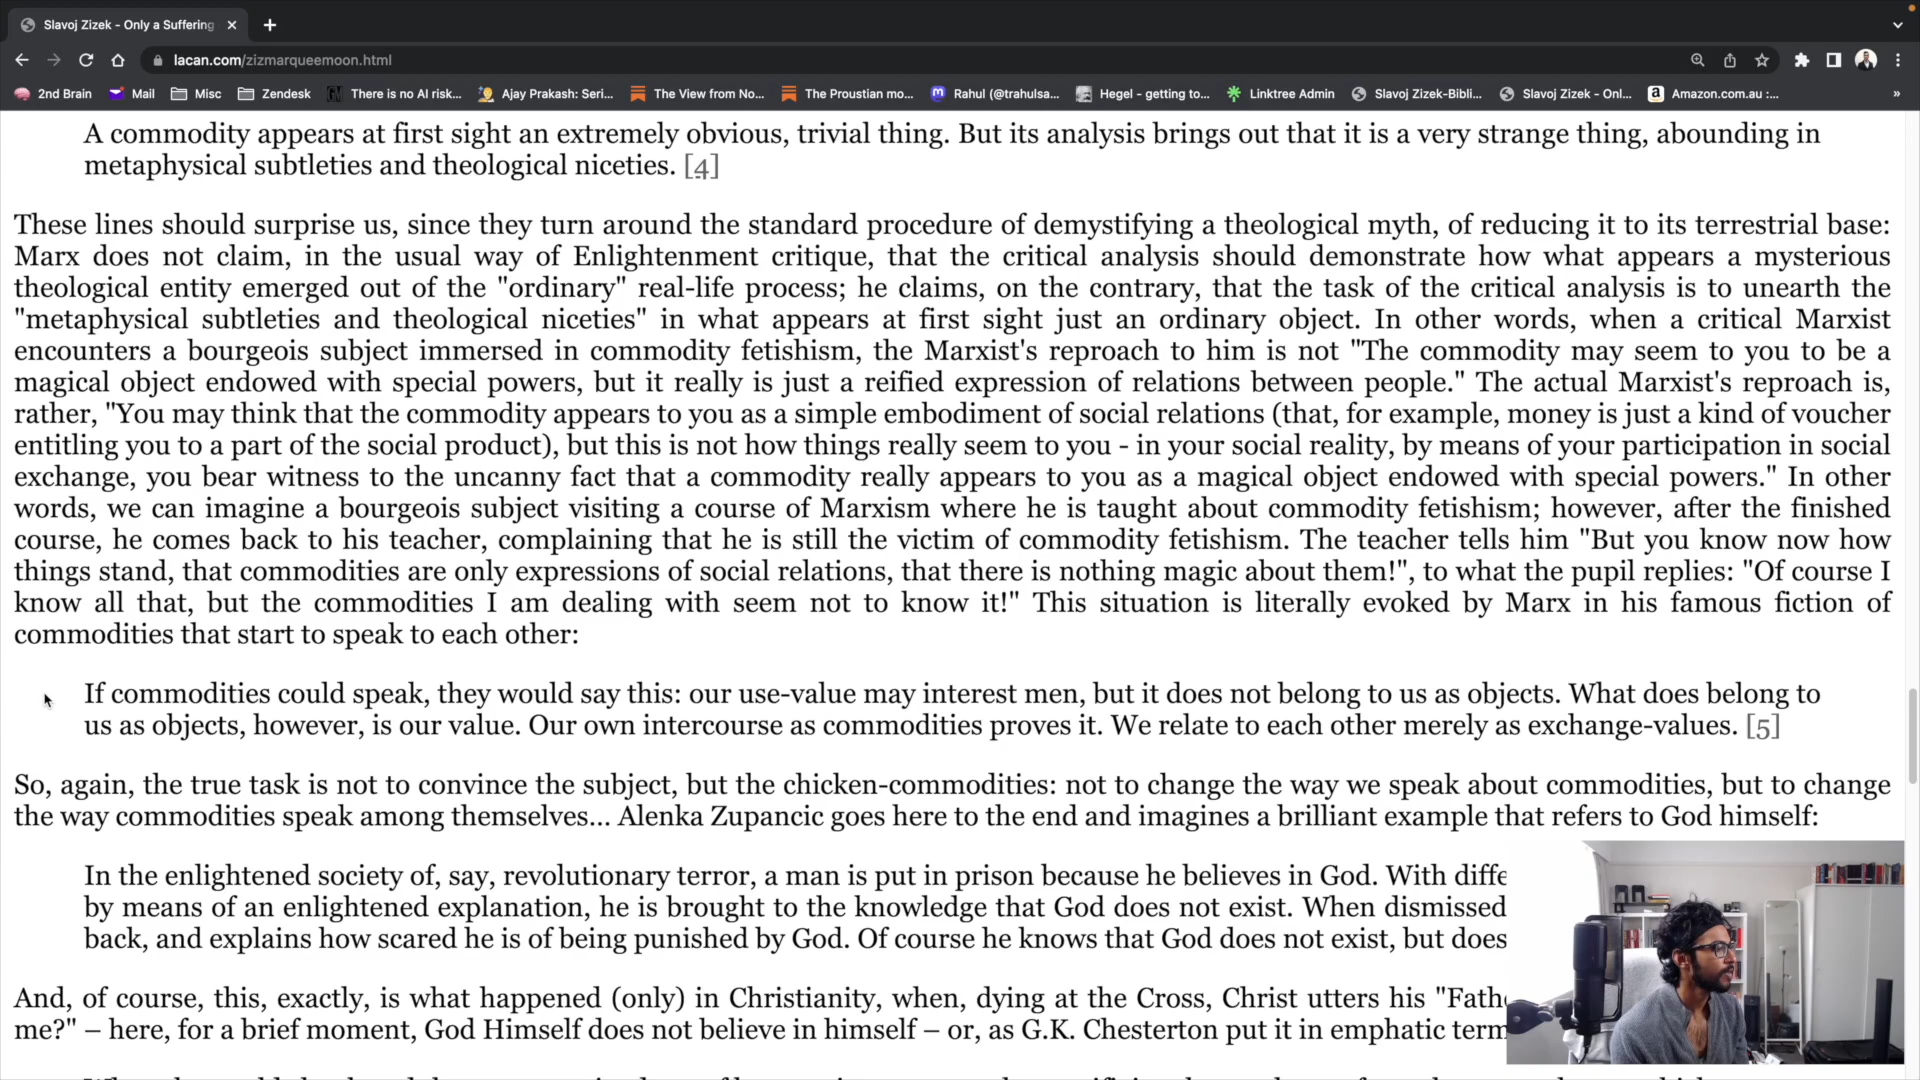 Slavoj Zizek - Only a Suffering
lacan.com/zizmarqueemoon.html
2nd Brain Mail Misc Zendesk There is no AI risk... Ajay Prakash: Seri... The View from No... The Proustian mo... Rahul (@trahulsa... Hegel - getting to... Linktree Admin Slavoj Zizek-Bibli... Slavoj Zizek - Onl... Amazon.com.au :... »
A commodity appears at first sight an extremely obvious, trivial thing. But its analysis brings out that it is a very strange thing, abounding in
metaphysical subtleties and theological niceties. [4]
These lines should surprise us, since they turn around the standard procedure of demystifying a theological myth, of reducing it to its terrestrial base:
Marx does not claim, in the usual way of Enlightenment critique, that the critical analysis should demonstrate how what appears a mysterious
theological entity emerged out of the "ordinary" real-life process; he claims, on the contrary, that the task of the critical analysis is to unearth the
"metaphysical subtleties and theological niceties" in what appears at first sight just an ordinary object. In other words, when a critical Marxist
encounters a bourgeois subject immersed in commodity fetishism, the Marxist's reproach to him is not "The commodity may seem to you to be a
magical object endowed with special powers, but it really is just a reified expression of relations between people." The actual Marxist's reproach is,
rather, "You may think that the commodity appears to you as a simple embodiment of social relations (that, for example, money is just a kind of voucher
entitling you to a part of the social product), but this is not how things really seem to you - in your social reality, by means of your participation in social
exchange, you bear witness to the uncanny fact that a commodity really appears to you as a magical object endowed with special powers." In other
words, we can imagine a bourgeois subject visiting a course of Marxism where he is taught about commodity fetishism; however, after the finished
course, he comes back to his teacher, complaining that he is still the victim of commodity fetishism. The teacher tells him "But you know now how
things stand, that commodities are only expressions of social relations, that there is nothing magic about them!", to what the pupil replies: "Of course I
know all that, but the commodities I am dealing with seem not to know it!" This situation is literally evoked by Marx in his famous fiction of
commodities that start to speak to each other:
If commodities could speak, they would say this: our use-value may interest men, but it does not belong to us as objects. What does belong to
us as objects, however, is our value. Our own intercourse as commodities proves it. We relate to each other merely as exchange-values. [5]
So, again, the true task is not to convince the subject, but the chicken-commodities: not to change the way we speak about commodities, but to change
the way commodities speak among themselves... Alenka Zupancic goes here to the end and imagines a brilliant example that refers to God himself:
In the enlightened society of, say, revolutionary terror, a man is put in prison because he believes in God. With diffe
by means of an enlightened explanation, he is brought to the knowledge that God does not exist. When dismissed
back, and explains how scared he is of being punished by God. Of course he knows that God does not exist, but does
And, of course, this, exactly, is what happened (only) in Christianity, when, dying at the Cross, Christ utters his "Fath
me?" – here, for a brief moment, God Himself does not believe in himself – or, as G.K. Chesterton put it in emphatic term